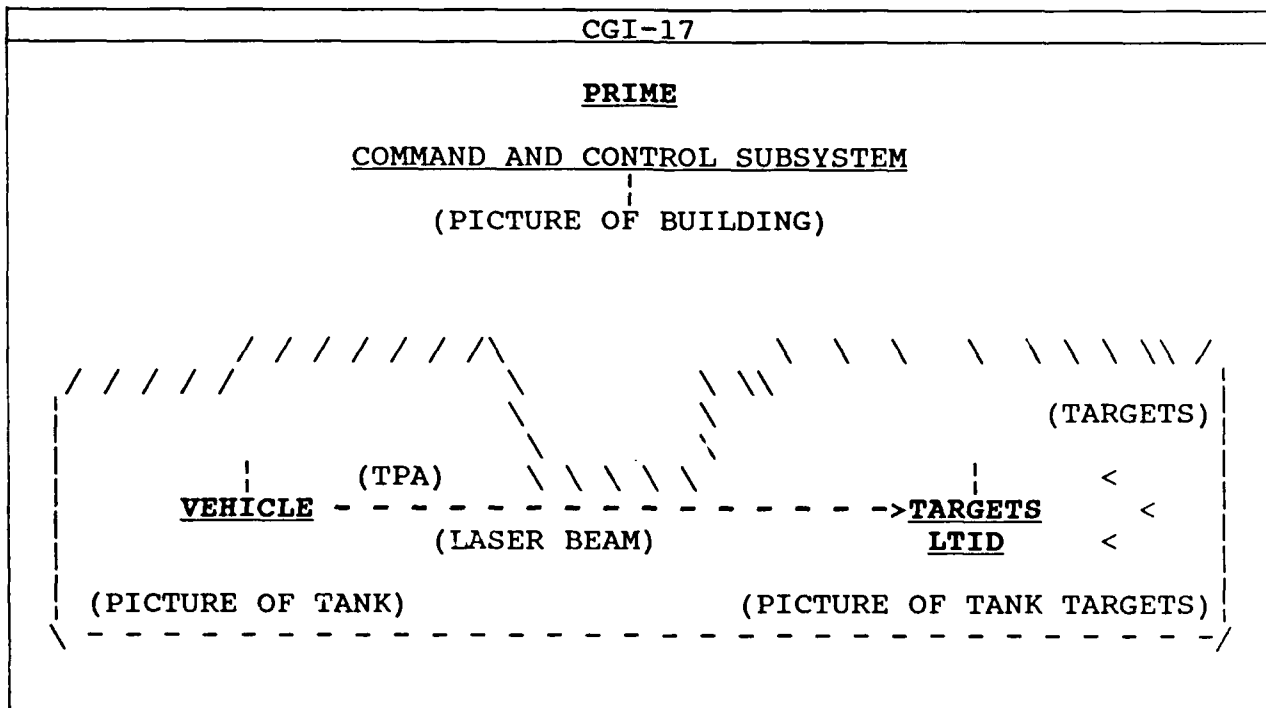 CGI-17
PRIME
COMMAND AND CONTROL SUBSYSTEM
(PICTURE OF BUILDING)
(TARGETS)
(TPA)
VEHICLE - - - - - - - - - - - - - - ->TARGETS
(LASER BEAM) LTID
(PICTURE OF TANK) (PICTURE OF TANK TARGETS)